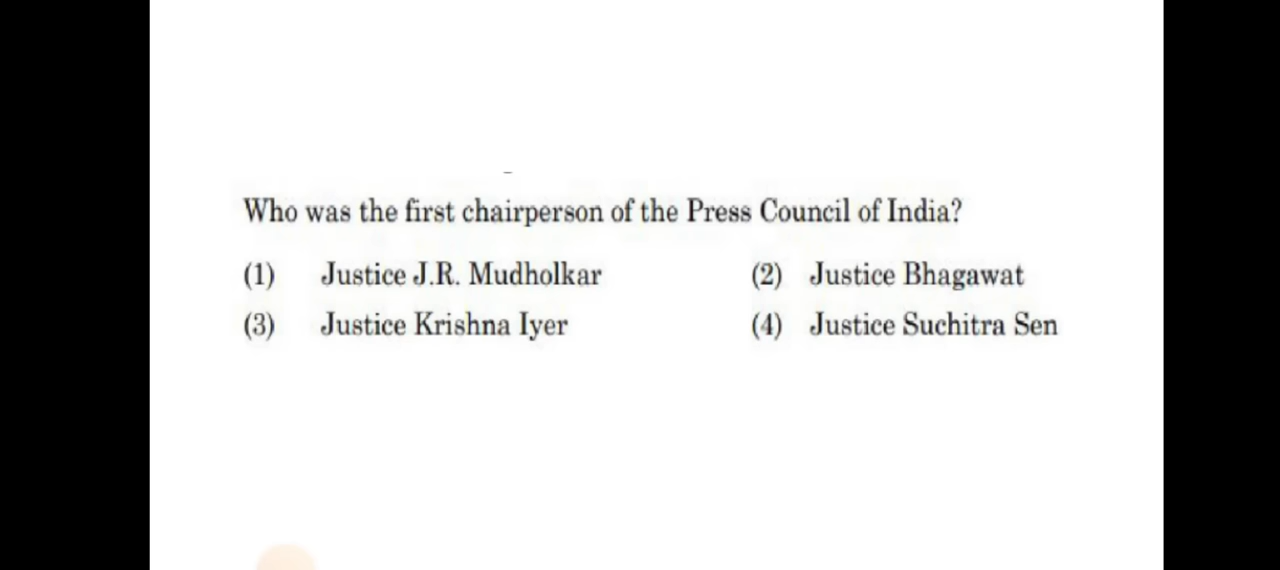 Who was the first chairperson of the Press Council of India?
(1) Justice J.R. Mudholkar (2) Justice Bhagawat
(3) Justice Krishna Iyer (4) Justice Suchitra Sen